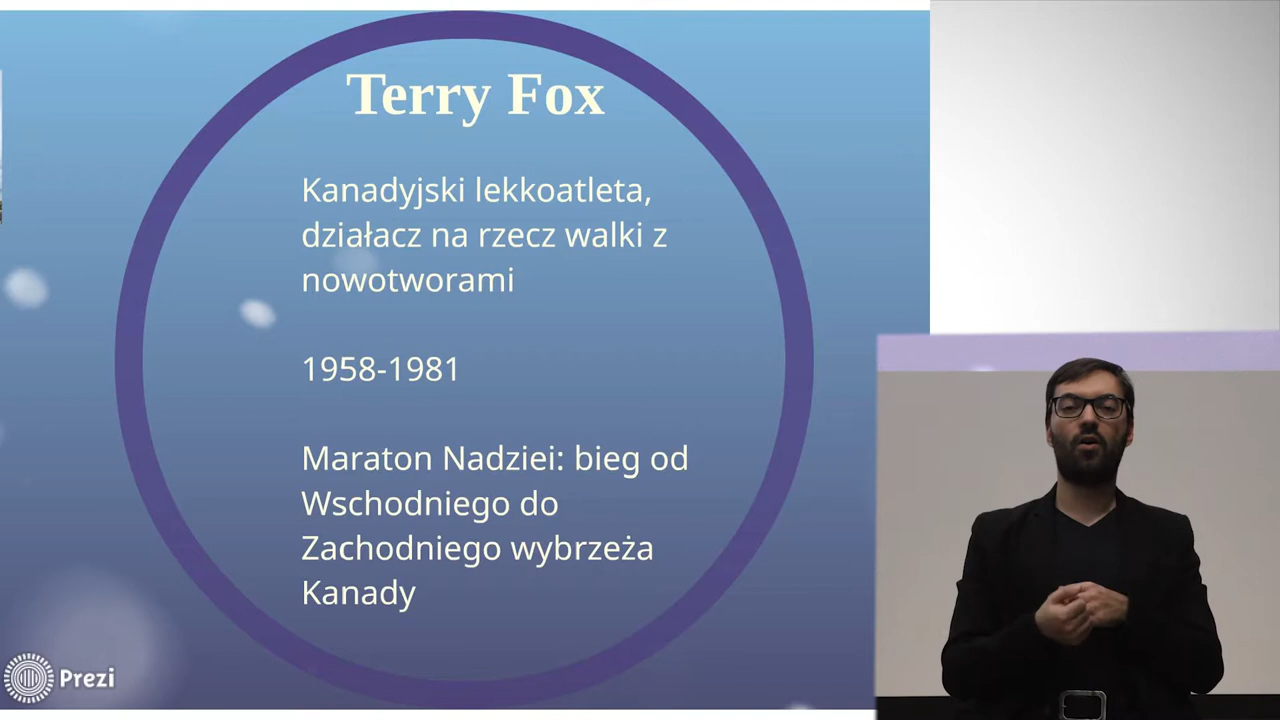 Terry Fox
Kanadyjski lekkoatleta,
działacz na rzecz walki z
nowotworami
1958-1981
Maraton Nadziei: bieg od
Wschodniego do
Zachodniego wybrzeża
Kanady
Prezi